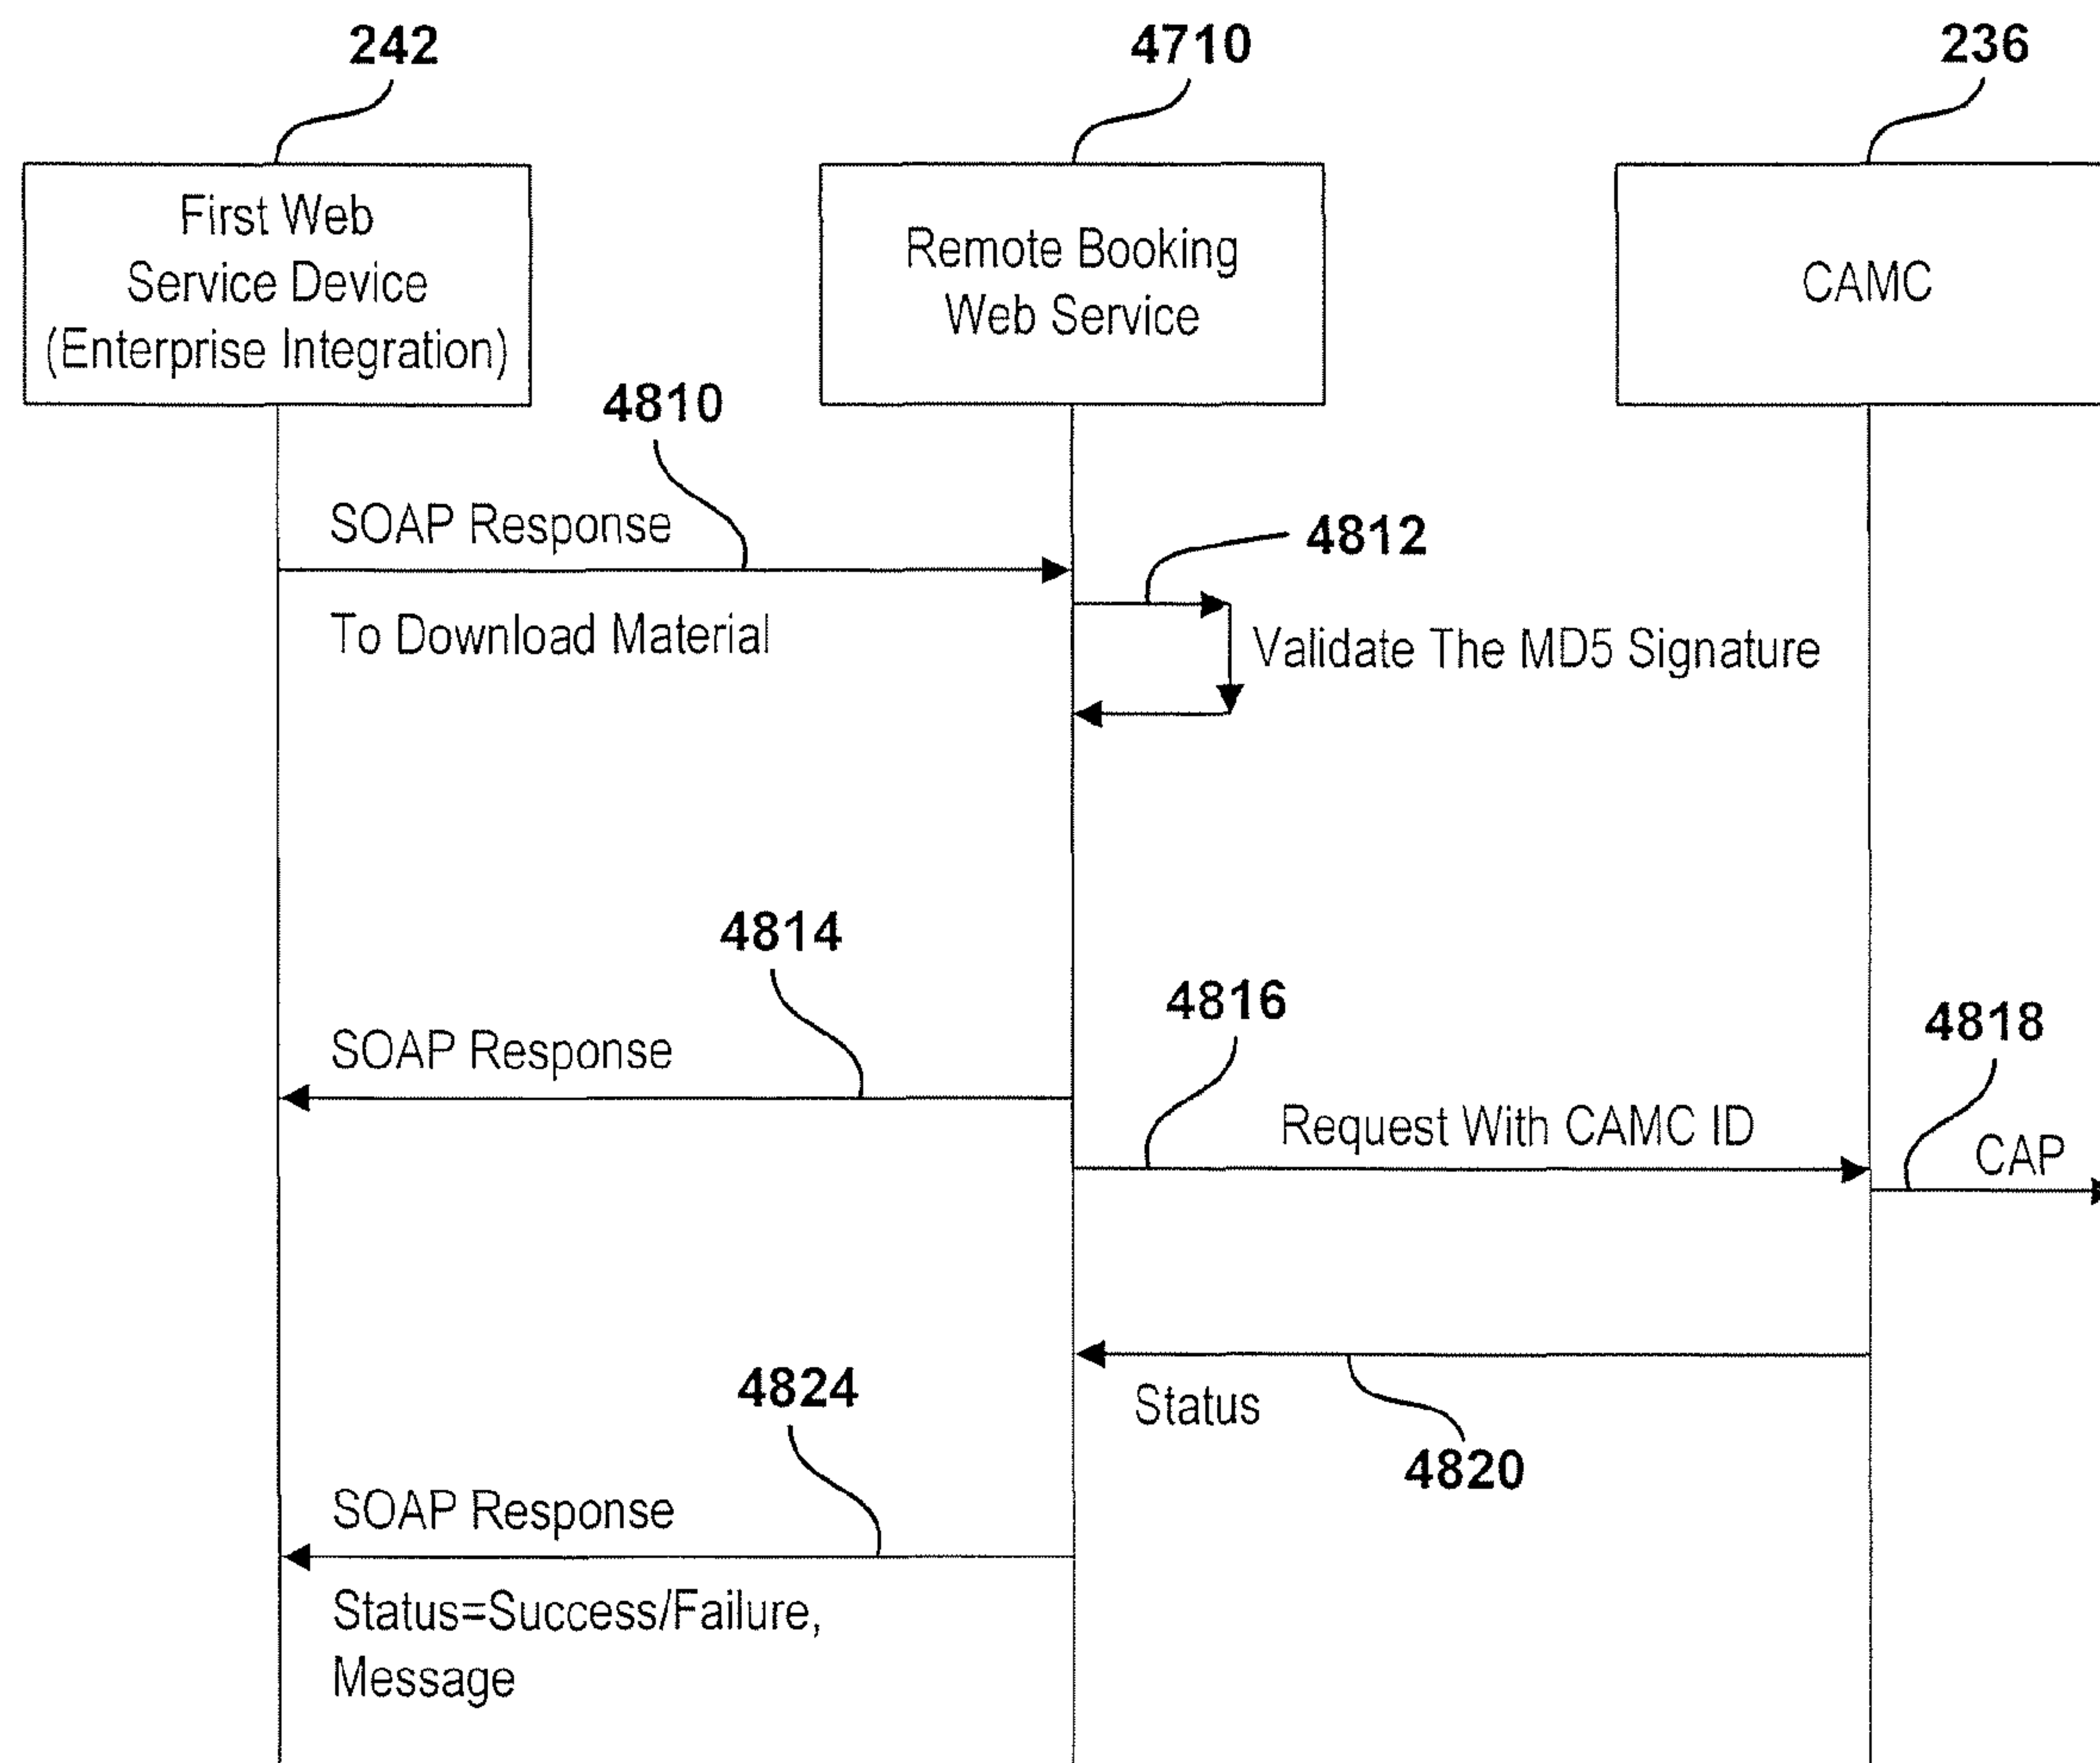 242
4710
236
First Web
Service Device
(Enterprise Integration)
Remote Booking
Web Service
CAMC
4810
SOAP Response
4812
To Download Material
Validate The MD5 Signature
4814
4816
SOAP Response
4818
Request With CAMC ID
CAP
4824
Status
4820
SOAP Response
Status=Success/Failure,
Message